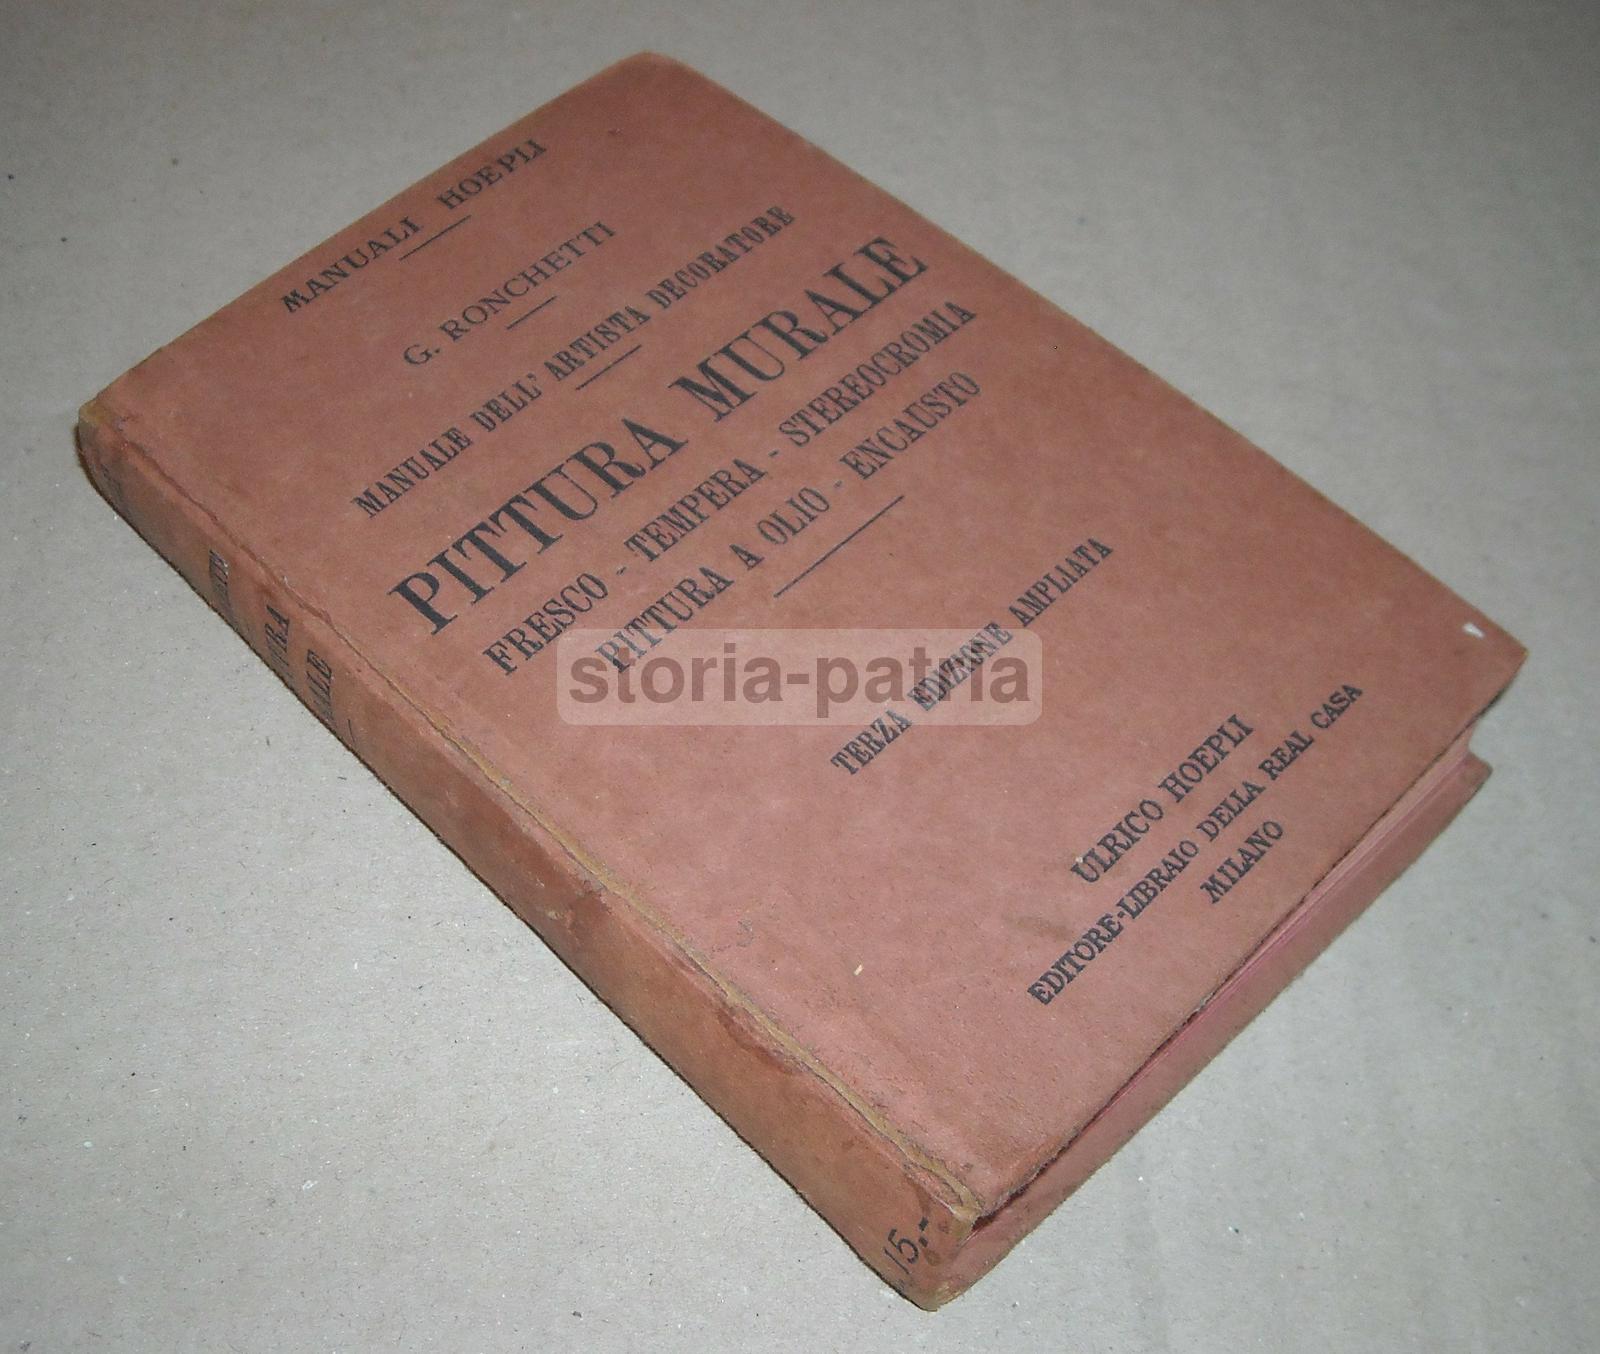 MANUALI HOEPLI
G. RONCHETTI
MANUALE DELL' ARTISTA DECORATORE
PITTURA MURALE
FRESCO - TEMPERA - STEREOCROMIA
PITTURA A OLIO - ENCAUSTO
TERZA EDIZIONE AMPLIATA
ULRICO HOEPLI
EDITORE-LIBRAIO DELLA REAL CASA
MILANO
15,-
storia-patria